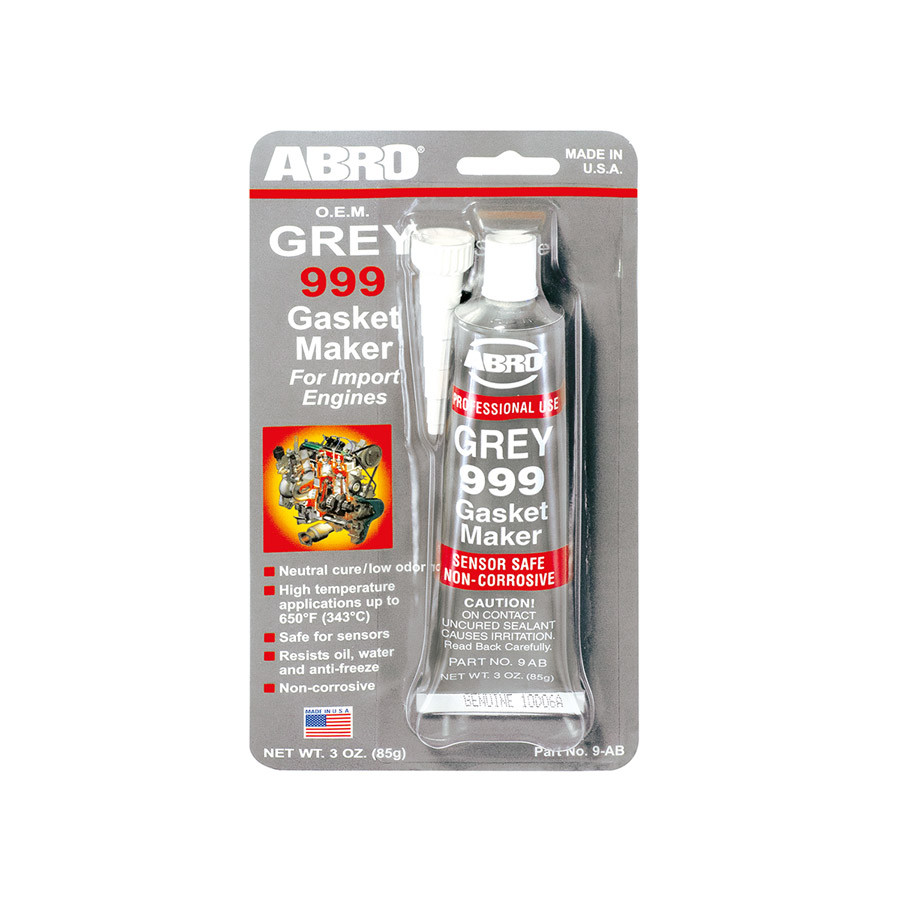 ABRO®
MADE IN
U.S.A.
O.E.M.
GREY
999
Gasket
Maker
For Import
Engines
Neutral cure/low odor
High temperature
applications up to
650°F (343°C)
Safe for sensors
Resists oil, water
and anti-freeze
Non-corrosive
MADE IN U S A
NET WT. 3 OZ. (85g)
ABRO
PROFESSIONAL USE
GREY
999
Gasket
Maker
SENSOR SAFE
NON-CORROSIVE
CAUTION!
ON CONTACT
UNCURED SEALANT
CAUSES IRRITATION.
Read Back Carefully.
PART NO. 9 AB
NET WT. 3 OZ. (85g)
GENUINE 10D06A
Part No. 9-AB